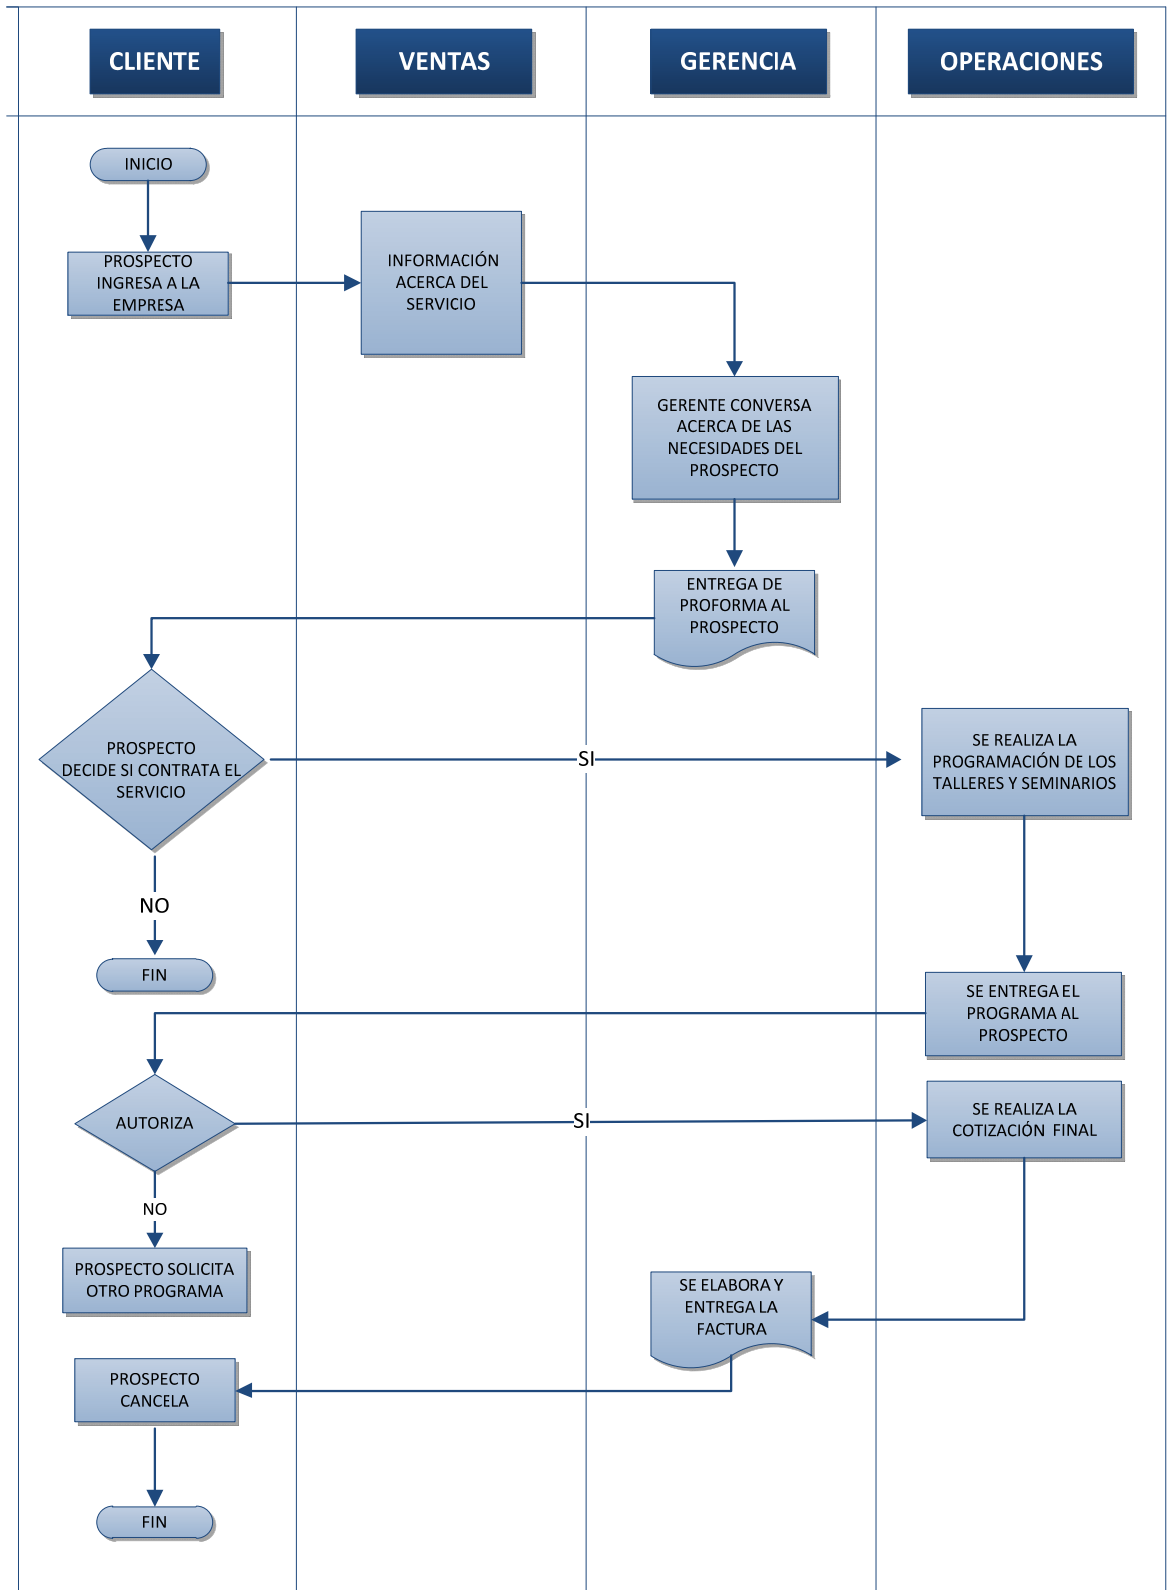 CLIENTE
VENTAS
GERENCIA
OPERACIONES
INICIO
PROSPECTO
INGRESA A LA
EMPRESA
INFORMACIÓN
ACERCA DEL
SERVICIO
GERENTE CONVERSA
ACERCA DE LAS
NECESIDADES DEL
PROSPECTO
ENTREGA DE
PROFORMA AL
PROSPECTO
PROSPECTO
DECIDE SI CONTRATA EL
SERVICIO
SI
SE REALIZA LA
PROGRAMACIÓN DE LOS
TALLERES Y SEMINARIOS
NO
FIN
SE ENTREGA EL
PROGRAMA AL
PROSPECTO
AUTORIZA
SI
SE REALIZA LA
COTIZACIÓN FINAL
NO
PROSPECTO SOLICITA
OTRO PROGRAMA
SE ELABORA Y
ENTREGA LA
FACTURA
PROSPECTO
CANCELA
FIN